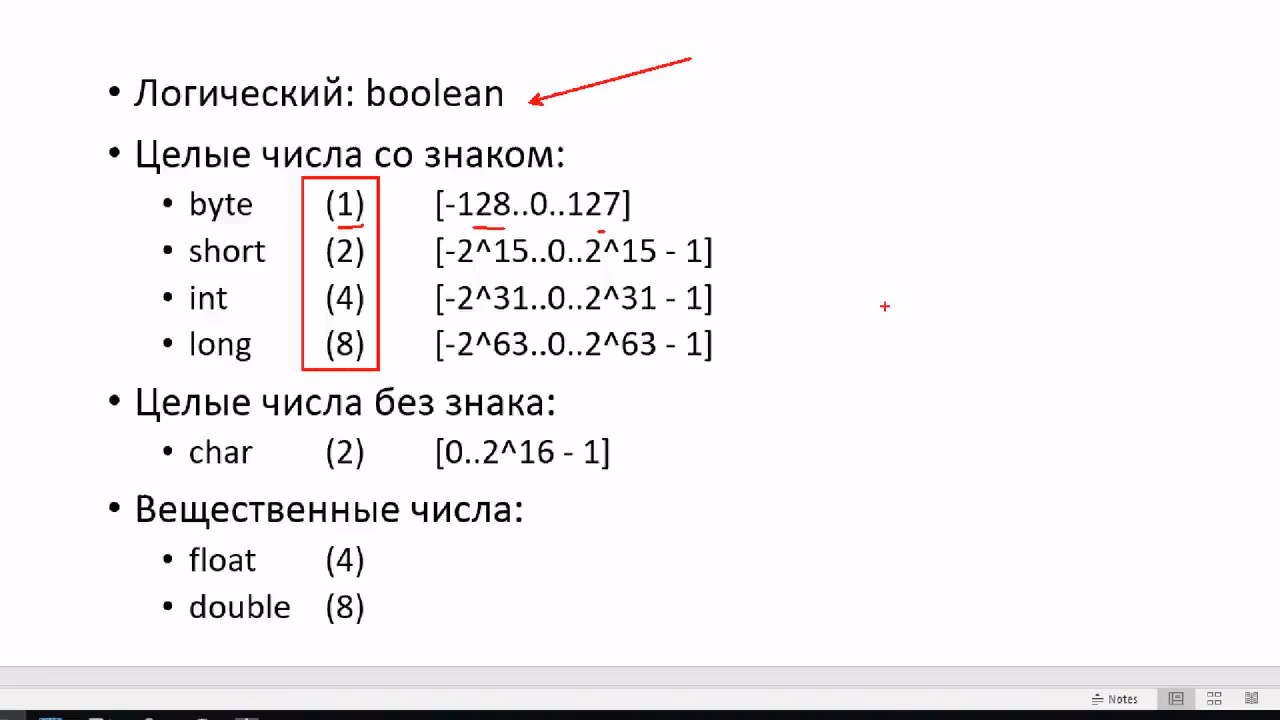 • Логический: boolean
• Целые числа со знаком:
• byte (1) [-128..0..127]
• short (2) [-2^15..0..2^15 - 1]
• int (4) [-2^31..0..2^31 - 1]
• long (8) [-2^63..0..2^63 - 1]
• Целые числа без знака:
• char (2) [0..2^16 - 1]
• Вещественные числа:
• float (4)
• double (8)
Notes